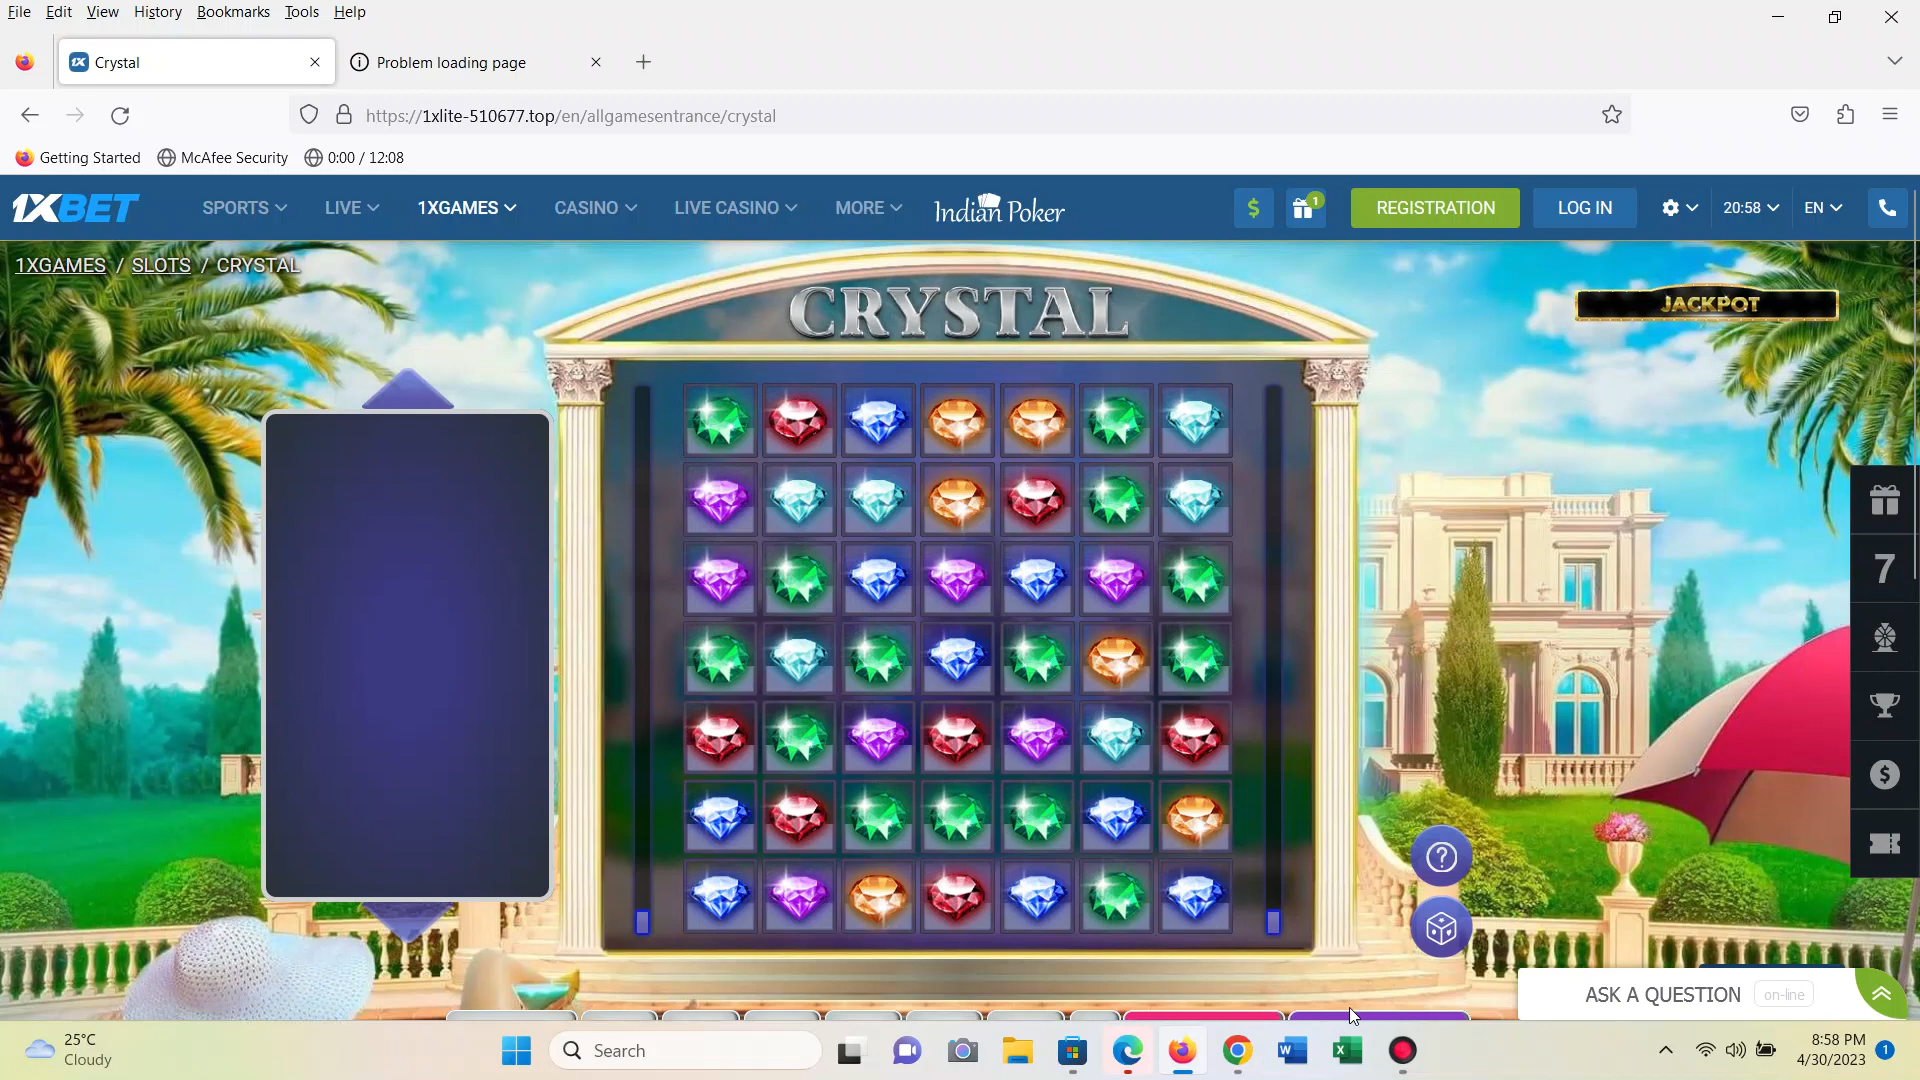 File Edit View History Bookmarks Tools Help
Crystal
Problem loading page
https://1xlite-510677.top/en/allgamesentrance/crystal
Getting Started
McAfee Security
0:00 / 12:08
1XBET
SPORTS
LIVE
1XGAMES
CASINO
LIVE CASINO
MORE
Indian Poker
$
1
REGISTRATION
LOG IN
20:58
EN
1XGAMES / SLOTS / CRYSTAL
CRYSTAL
JACKPOT
7
$
?
ASK A QUESTION
on-line
25°C
Cloudy
Search
8:58 PM
4/30/2023
1